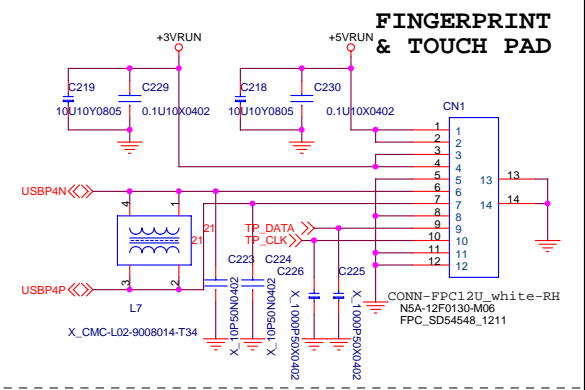 FINGERPRINT
& TOUCH PAD
+3VRUN
+5VRUN
C219
C229
10U10Y0805
0.1U10X0402
C218
C230
10U10Y0805
0.1U10X0402
CN1
1
2
3
4
5
6
7
8
9
10
11
12
1
2
3
4
5
6
7
8
9
10
11
12
13
14
13
14
USBP4N
4
1
21
21
3
2
USBP4P
L7
X_CMC-L02-9008014-T34
TP_DATA
TP_CLK
C223
C224
C226
C225
X_10P50N0402
X_10P50N0402
X_1000P50X0402
X_1000P50X0402
CONN-FPC12U_white-RH
N5A-12F0130-M06
FPC_SD54548_1211